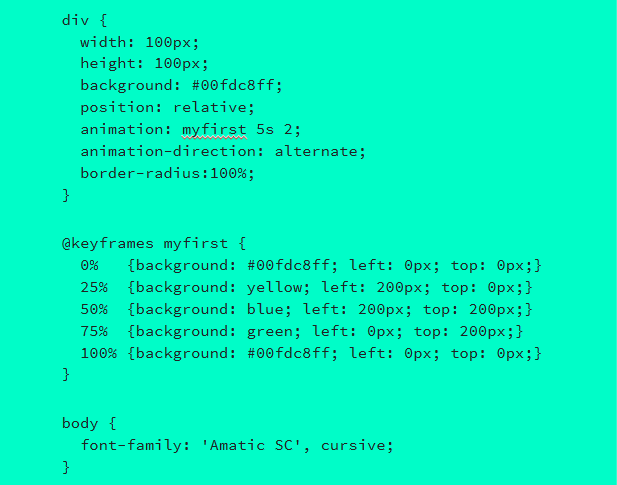 div {
  width: 100px;
  height: 100px;
  background: #00fdc8ff;
  position: relative;
  animation: myfirst 5s 2;
  animation-direction: alternate;
  border-radius:100%;
}

@keyframes myfirst {
  0%   {background: #00fdc8ff; left: 0px; top: 0px;}
  25%  {background: yellow; left: 200px; top: 0px;}
  50%  {background: blue; left: 200px; top: 200px;}
  75%  {background: green; left: 0px; top: 200px;}
  100% {background: #00fdc8ff; left: 0px; top: 0px;}
}

body {
  font-family: 'Amatic SC', cursive;
}